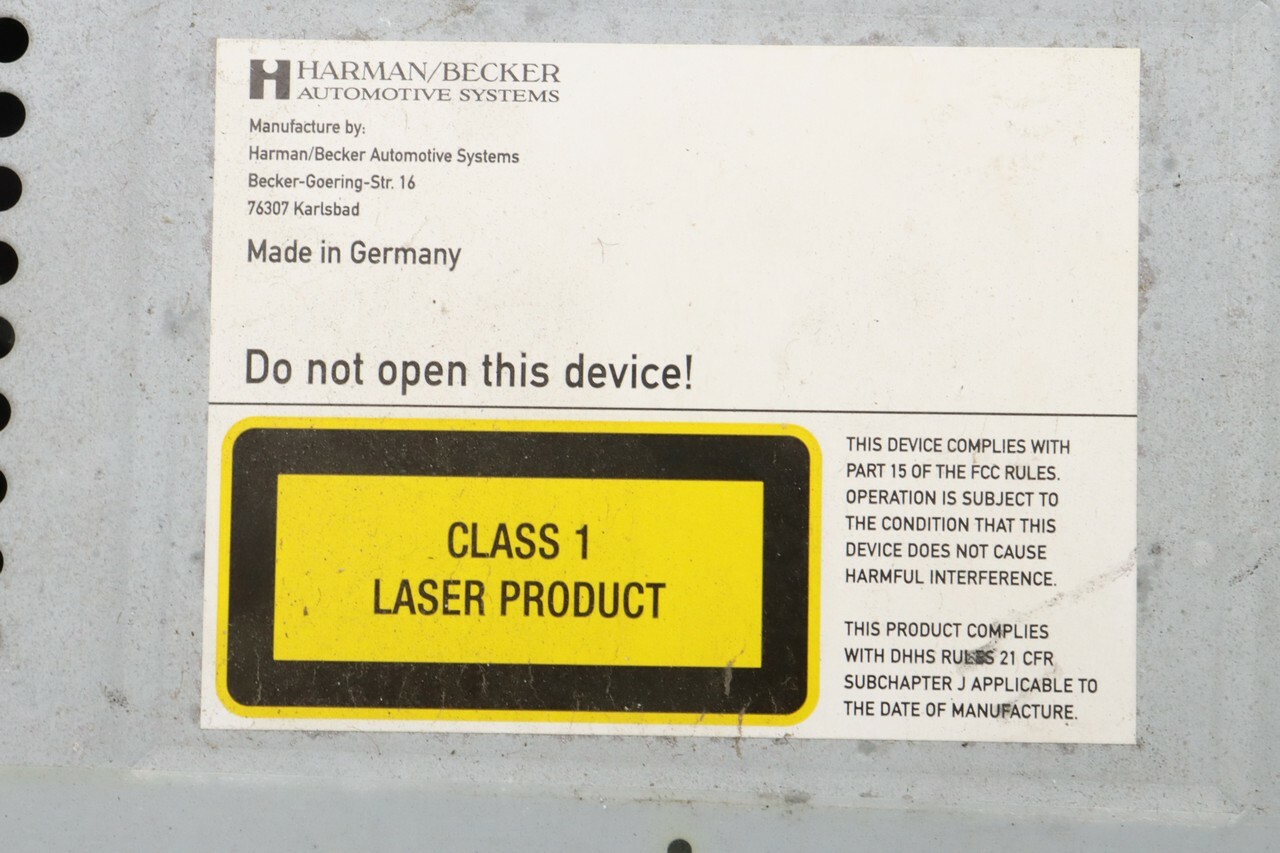 HARMAN/BECKER
AUTOMOTIVE SYSTEMS
Manufacture by:
Harman/Becker Automotive Systems
Becker-Goering-Str. 16
76307 Karlsbad
Made in Germany
Do not open this device!
CLASS 1
LASER PRODUCT
THIS DEVICE COMPLIES WITH
PART 15 OF THE FCC RULES.
OPERATION IS SUBJECT TO
THE CONDITION THAT THIS
DEVICE DOES NOT CAUSE
HARMFUL INTERFERENCE.
THIS PRODUCT COMPLIES
WITH DHHS RULES 21 CFR
SUBCHAPTER J APPLICABLE TO
THE DATE OF MANUFACTURE.